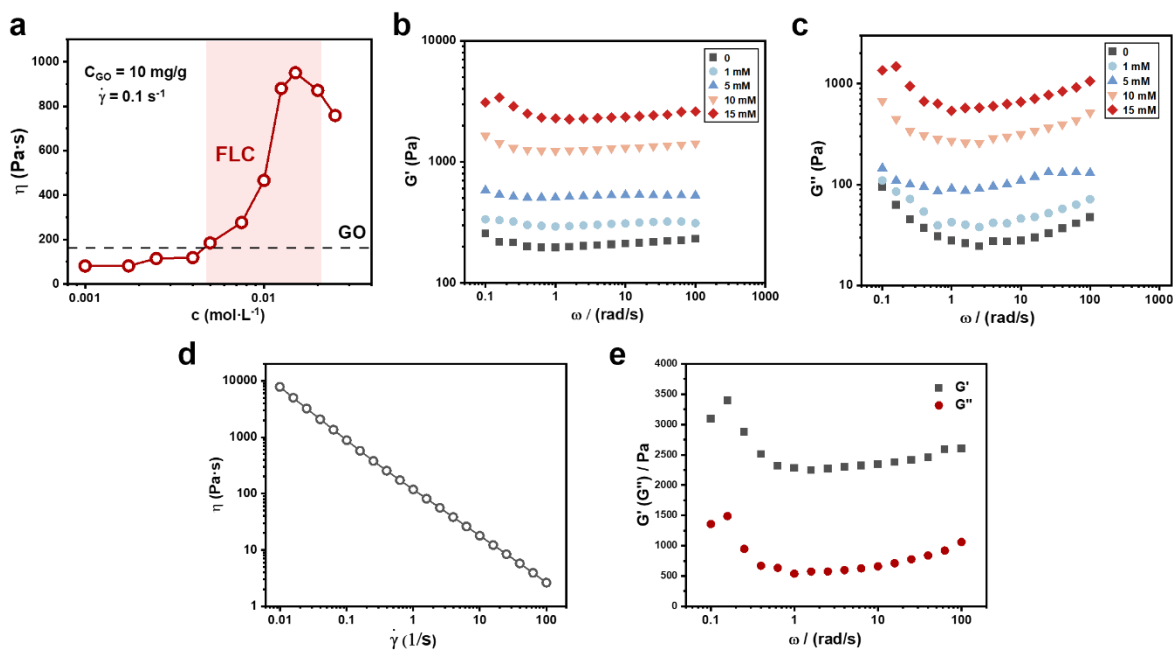 a
η (Pa·s)
1000
800
600
400
200
0
C_GO = 10 mg/g
γ̇ = 0.1 s⁻¹
FLC
GO
0.001
0.01
c (mol·L⁻¹)
b
G' (Pa)
10000
1000
100
0
1 mM
5 mM
10 mM
15 mM
0.1
1
10
100
1000
ω / (rad/s)
c
G'' (Pa)
1000
100
10
0
1 mM
5 mM
10 mM
15 mM
0.1
1
10
100
1000
ω / (rad/s)
d
η (Pa·s)
10000
1000
100
10
1
0.01
0.1
1
10
100
γ̇ (1/s)
e
G' (G'') / Pa
4000
3500
3000
2500
2000
1500
1000
500
0
G'
G''
0.1
1
10
100
ω / (rad/s)